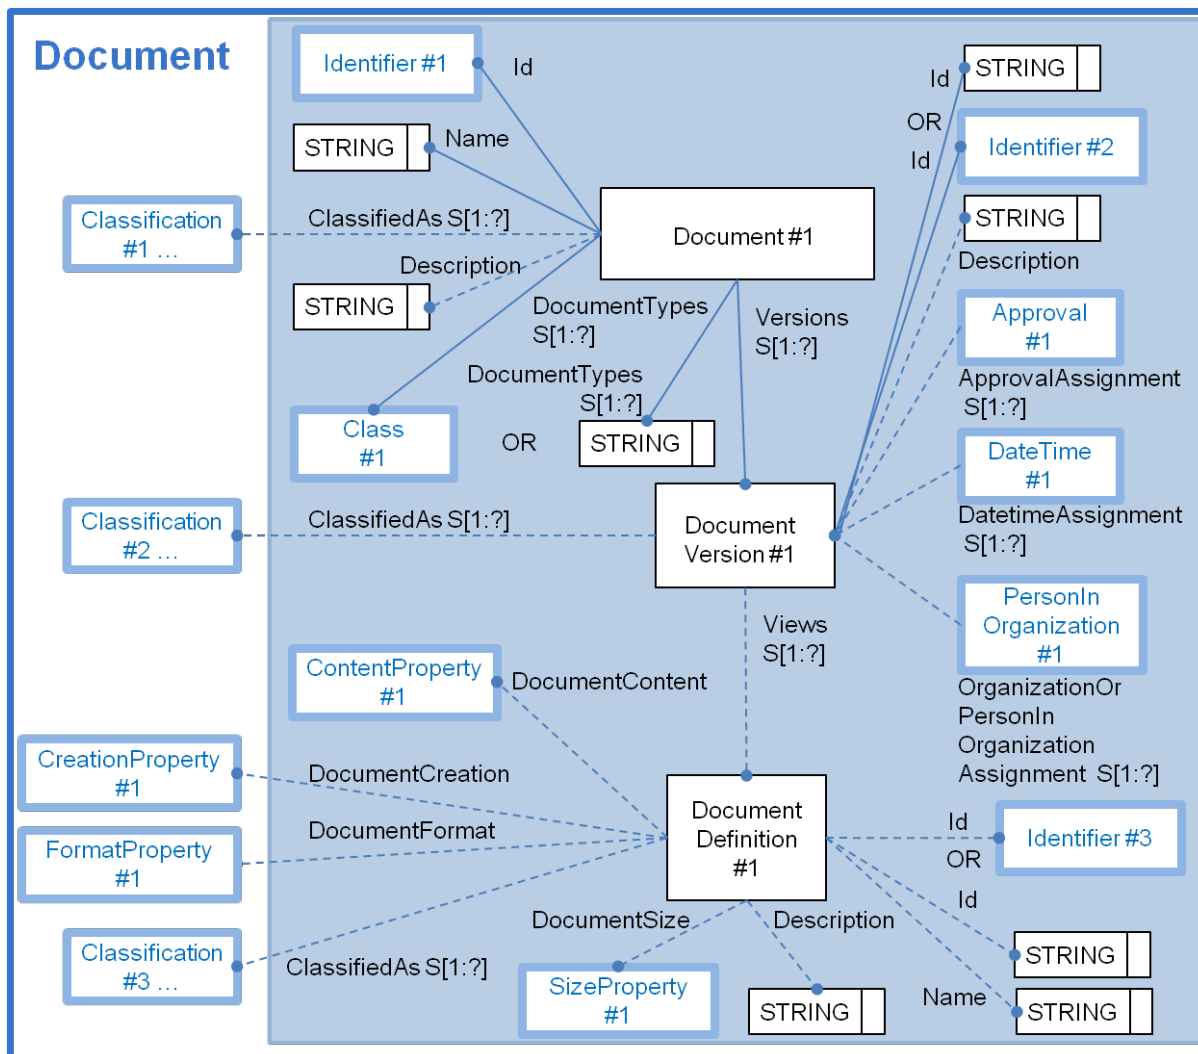 Document
Identifier #1
Id
STRING
Name
Classification
#1 ...
ClassifiedAs S[1:?]
Description
STRING
Document #1
Id
STRING
OR
Id
Identifier #2
STRING
Description
DocumentTypes
S[1:?]
Versions
S[1:?]
Approval
#1
ApprovalAssignment
S[1:?]
DocumentTypes
S[1:?]
Class
#1
OR
STRING
DateTime
#1
DatetimeAssignment
S[1:?]
Classification
#2 ...
ClassifiedAs S[1:?]
Document
Version #1
PersonIn
Organization
#1
OrganizationOr
PersonIn
Organization
Assignment S[1:?]
Views
S[1:?]
ContentProperty
#1
DocumentContent
CreationProperty
#1
DocumentCreation
FormatProperty
#1
DocumentFormat
Document
Definition
#1
Id
OR
Identifier #3
Id
STRING
Name
STRING
Classification
#3 ...
ClassifiedAs S[1:?]
DocumentSize
SizeProperty
#1
Description
STRING